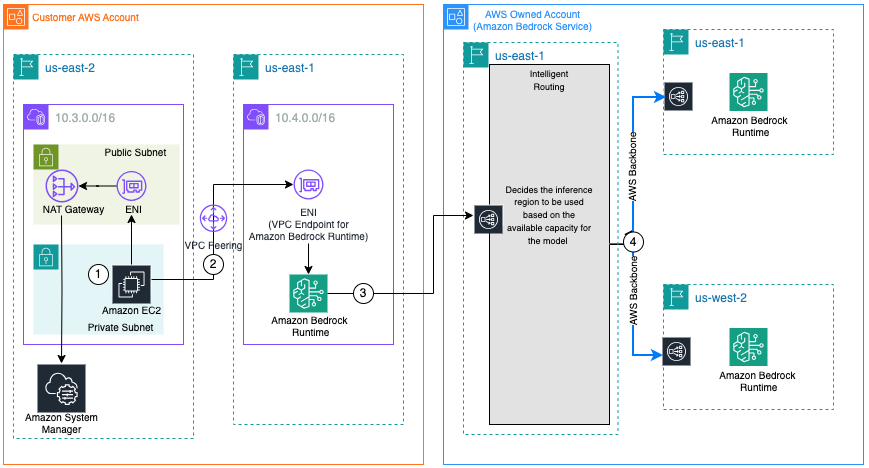 Customer AWS Account
us-east-2
10.3.0.0/16
Public Subnet
NAT Gateway
ENI
1
Amazon EC2
Private Subnet
Amazon System
Manager
VPC Peering
2
us-east-1
10.4.0.0/16
ENI
(VPC Endpoint for
Amazon Bedrock Runtime)
Amazon Bedrock
Runtime
3
AWS Owned Account
(Amazon Bedrock Service)
us-east-1
Intelligent
Routing
Decides the inference
region to be used
based on the
available capacity for
the model
4
AWS Backbone
AWS Backbone
us-east-1
Amazon Bedrock
Runtime
us-west-2
Amazon Bedrock
Runtime